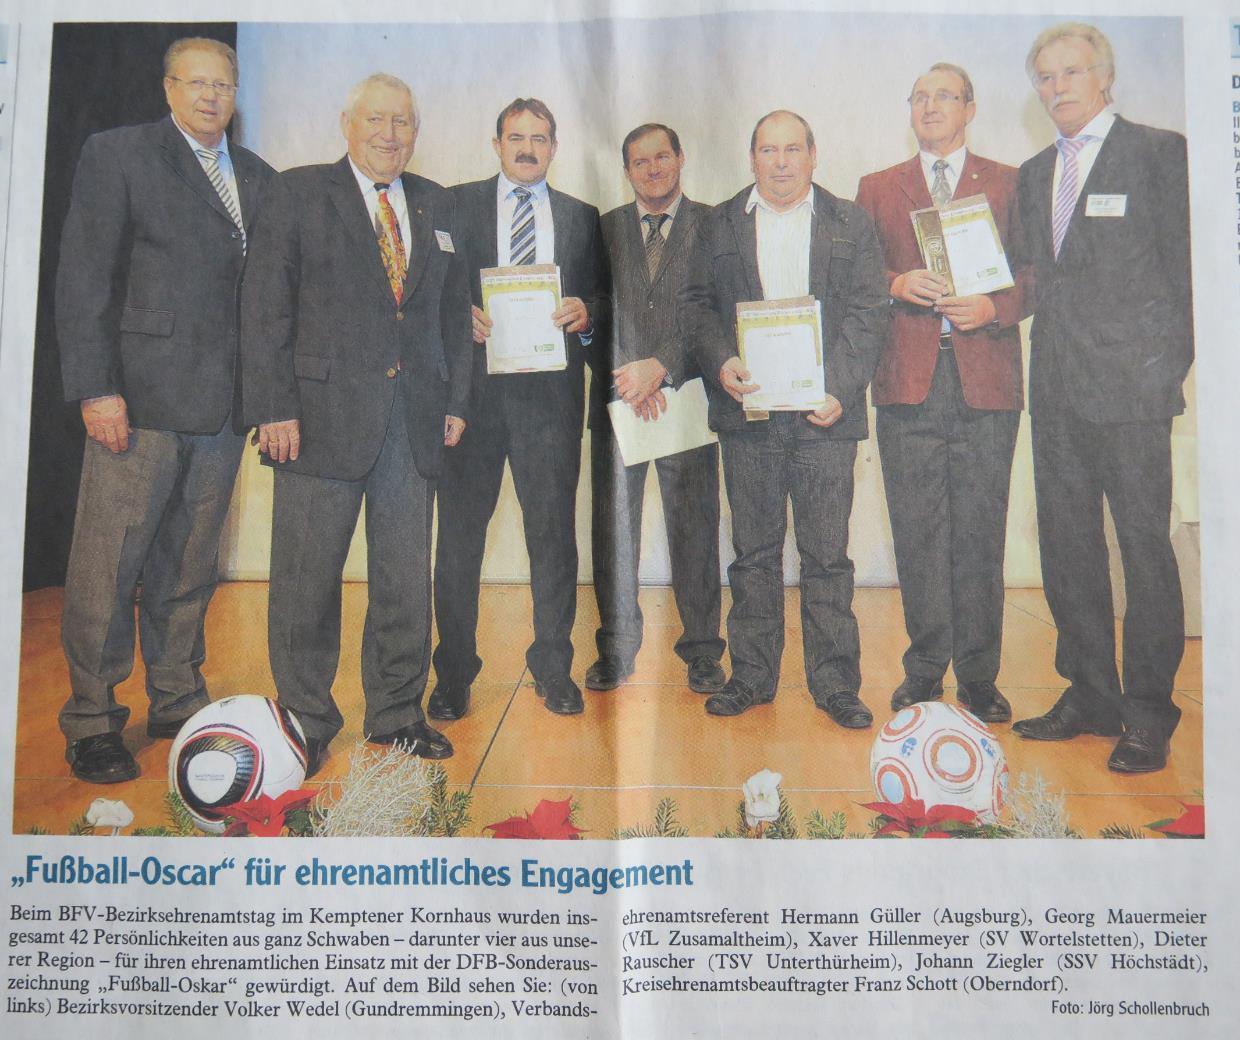 „Fußball-Oscar“ für ehrenamtliches Engagement
Beim BFV-Bezirksehrenamtstag im Kemptener Kornhaus wurden ins-
gesamt 42 Persönlichkeiten aus ganz Schwaben – darunter vier aus unse-
rer Region – für ihren ehrenamtlichen Einsatz mit der DFB-Sonderaus-
zeichnung „Fußball-Oskar“ gewürdigt. Auf dem Bild sehen Sie: (von
links) Bezirksvorsitzender Volker Wedel (Gundremmingen), Verbands-
ehrenamtsreferent Hermann Güller (Augsburg), Georg Mauermeier
(VfL Zusamaltheim), Xaver Hillenmeyer (SV Wortelstetten), Dieter
Rauscher (TSV Unterthürheim), Johann Ziegler (SSV Höchstädt),
Kreisehrenamtsbeauftragter Franz Schott (Oberndorf).
Foto: Jörg Schollenbruch